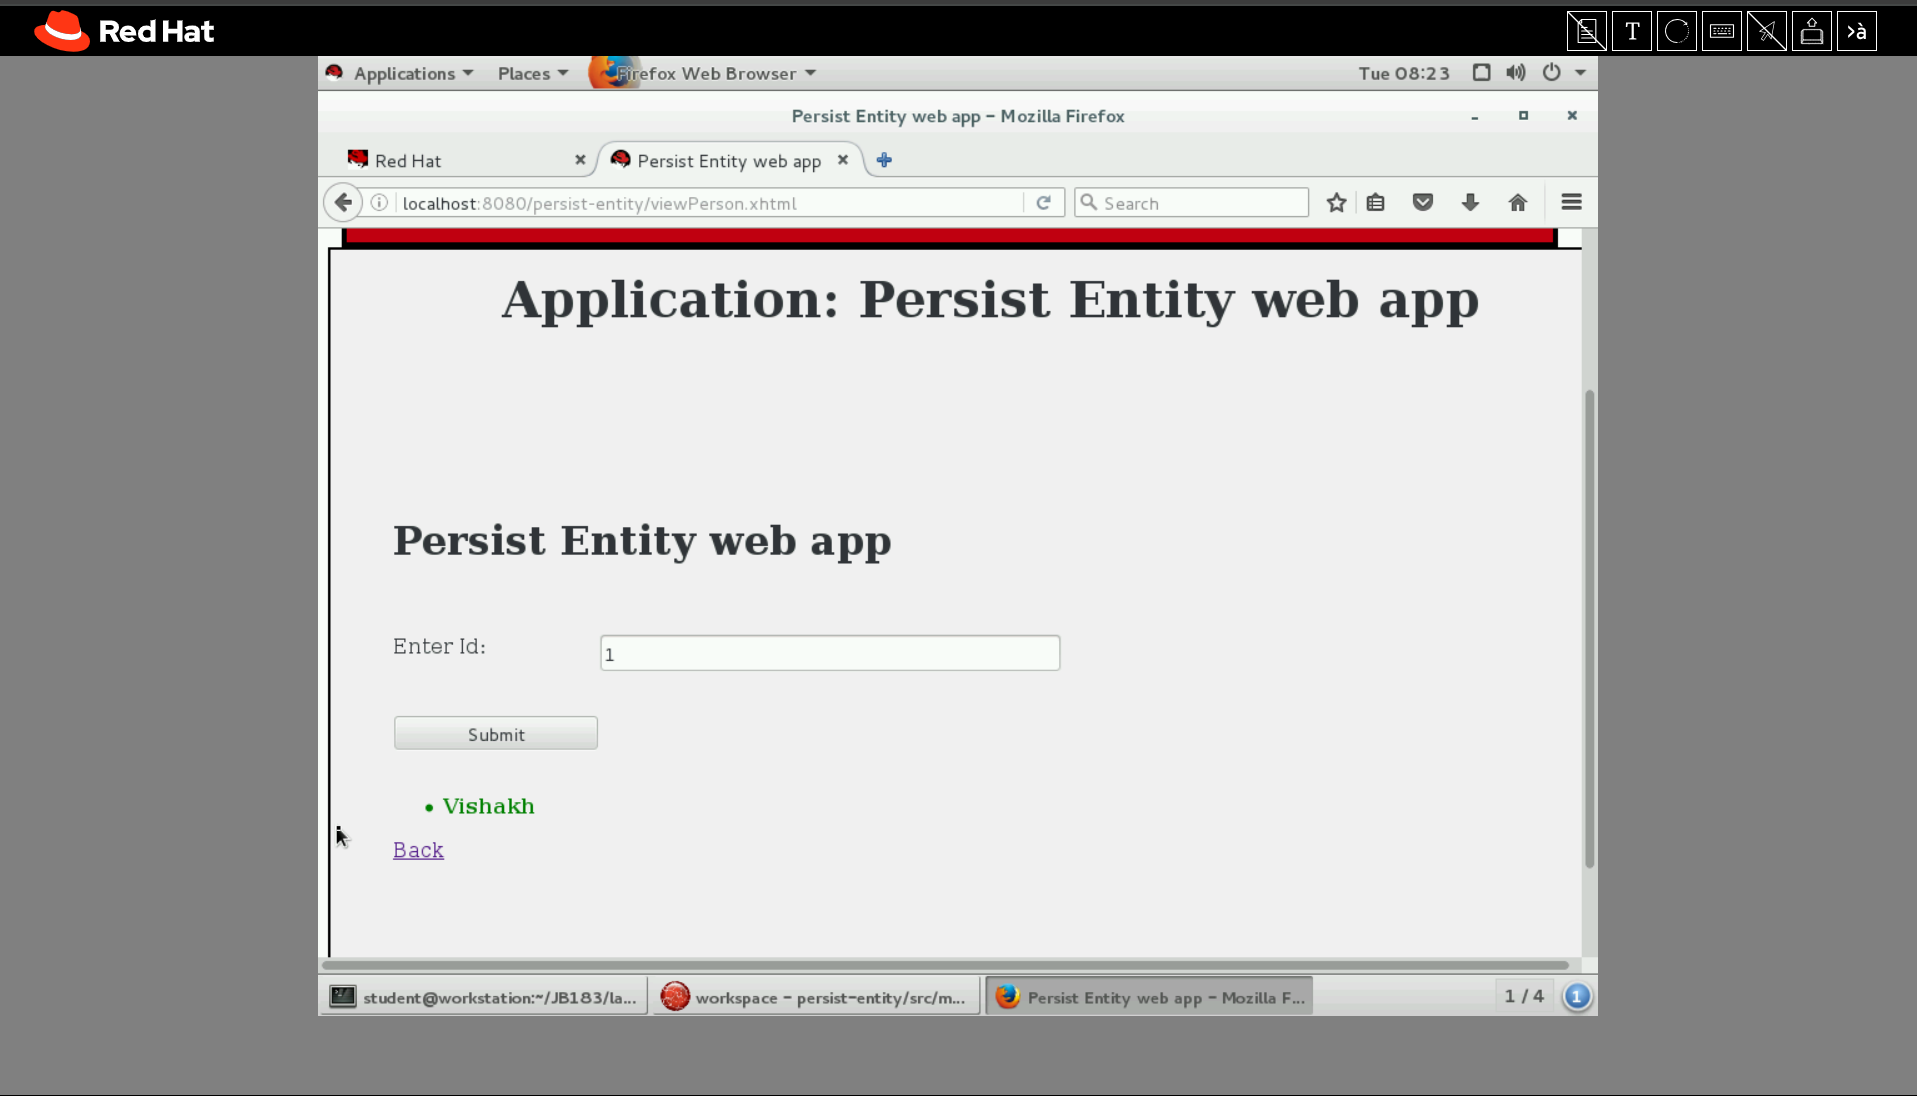 Red Hat
T
>à
Applications Places Firefox Web Browser Tue 08:23
Persist Entity web app – Mozilla Firefox
Red Hat Persist Entity web app
localhost:8080/persist-entity/viewPerson.xhtml Search
Application: Persist Entity web app
Persist Entity web app
Enter Id: 1
Submit
• Vishakh
Back
student@workstation:~/JB183/la... workspace – persist-entity/src/m... Persist Entity web app – Mozilla F... 1 / 4 1